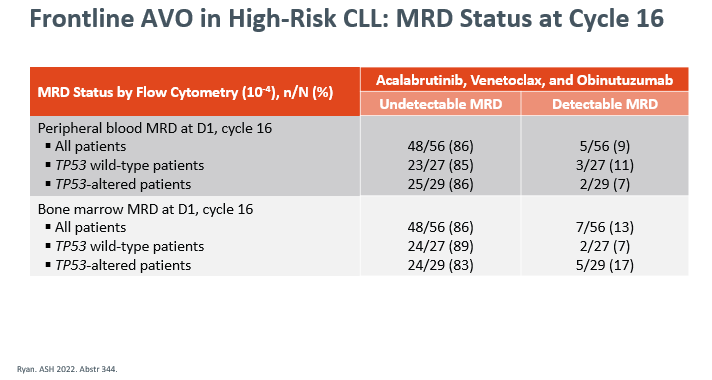 Frontline AVO in High-Risk CLL: MRD Status at Cycle 16
MRD Status by Flow Cytometry (10⁻⁴), n/N (%)
Acalabrutinib, Venetoclax, and Obinutuzumab
Undetectable MRD Detectable MRD
Peripheral blood MRD at D1, cycle 16
▪ All patients 48/56 (86) 5/56 (9)
▪ TP53 wild-type patients 23/27 (85) 3/27 (11)
▪ TP53-altered patients 25/29 (86) 2/29 (7)
Bone marrow MRD at D1, cycle 16
▪ All patients 48/56 (86) 7/56 (13)
▪ TP53 wild-type patients 24/27 (89) 2/27 (7)
▪ TP53-altered patients 24/29 (83) 5/29 (17)
Ryan. ASH 2022. Abstr 344.